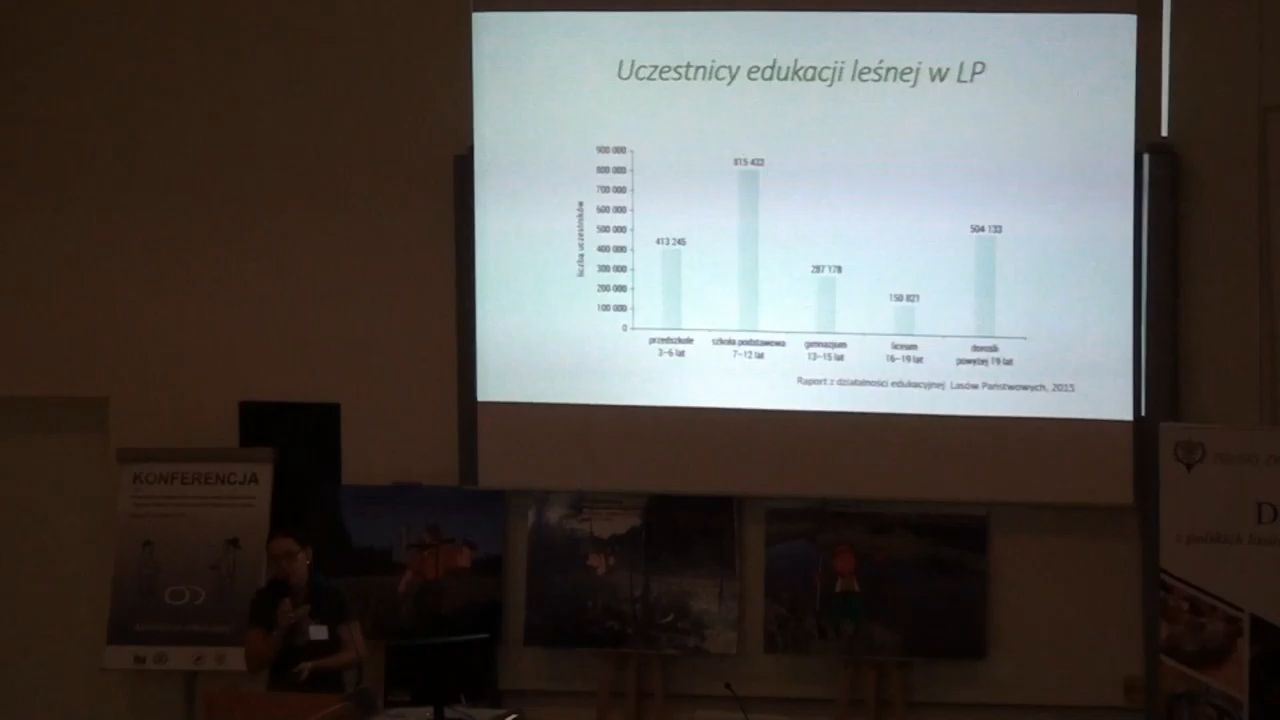 Uczestnicy edukacji leśnej w LP
liczba uczestników
900 000
800 000
700 000
600 000
500 000
400 000
300 000
200 000
100 000
0
413 245
815 432
287 178
150 821
504 133
przedszkole
3–6 lat
szkoła podstawowa
7–12 lat
gimnazjum
13–15 lat
liceum
16–19 lat
dorośli
powyżej 19 lat
Raport z działalności edukacyjnej Lasów Państwowych, 2015
KONFERENCJA
D
z polskich